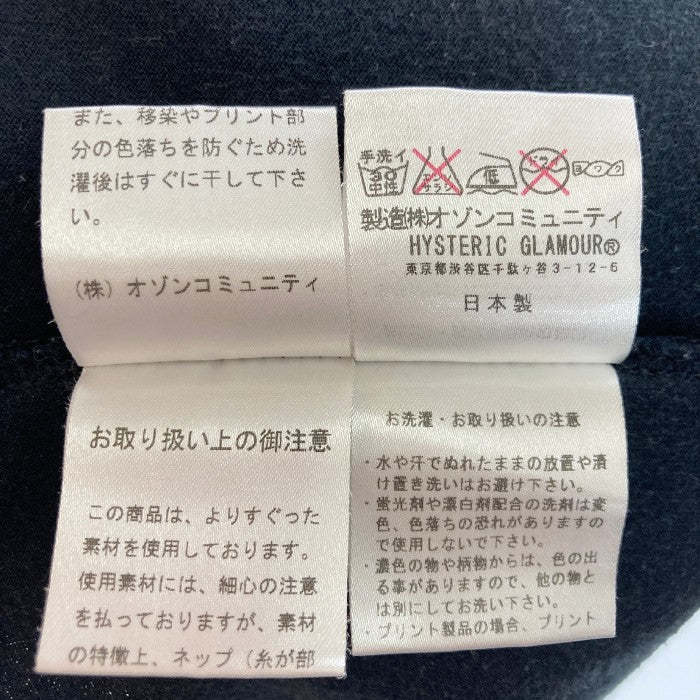 また、移染やプリント部
分の色落ちを防ぐため洗
濯後はすぐに干して下さ
い。
(株) オゾンコミュニティ
手洗イ
中性
エンソ
サラシ
低
ドライ
製造(株)オゾンコミュニティ
HYSTERIC GLAMOUR®
東京都渋谷区千駄ヶ谷3-12-6
日本製
お取り扱い上の御注意
この商品は、よりすぐった
素材を使用しております。
使用素材には、細心の注意
を払っておりますが、素材
の特徴上、ネップ（糸が部
お洗濯・お取り扱いの注意
・水や汗でぬれたままの放置や漬
け置き洗いはお避け下さい。
・蛍光剤や漂白剤配合の洗剤は変
色、色落ちの恐れがありますの
で使用しないで下さい。
・濃色の物や柄物からは、色の出
る事がありますので、他の物と
は別にしてお洗い下さい。
・プリント製品の場合、プリント